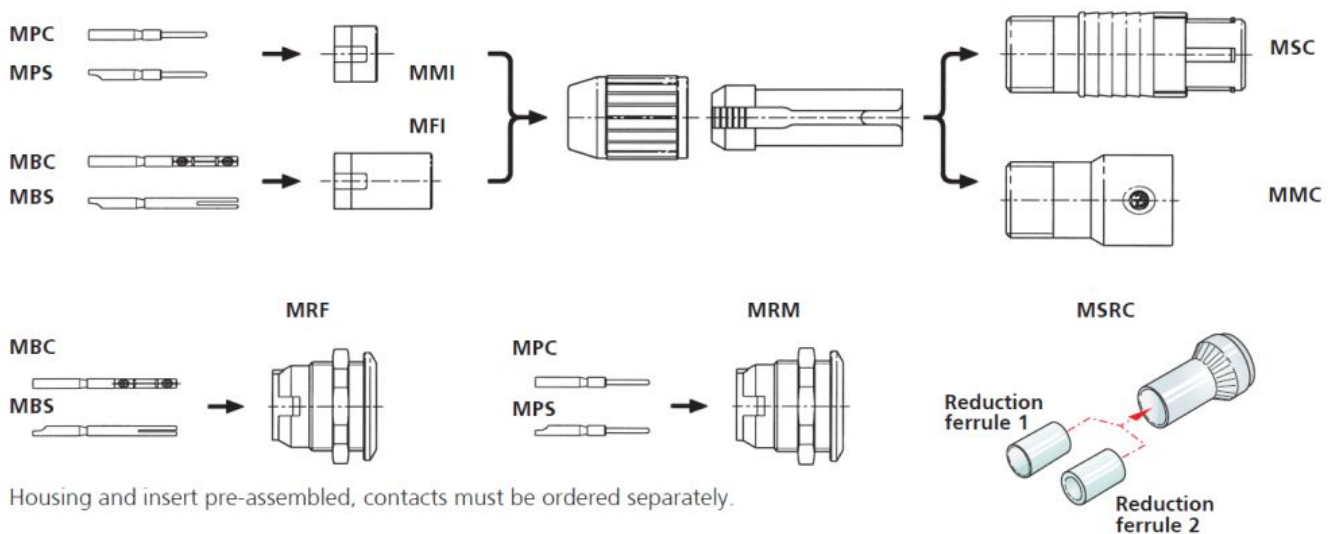 MPC
MPS
MMI
MSC
MFI
MBC
MBS
MMC
MRF
MRM
MSRC
MBC
MBS
MPC
MPS
Reduction
ferrule 1
Reduction
ferrule 2
Housing and insert pre-assembled, contacts must be ordered separately.